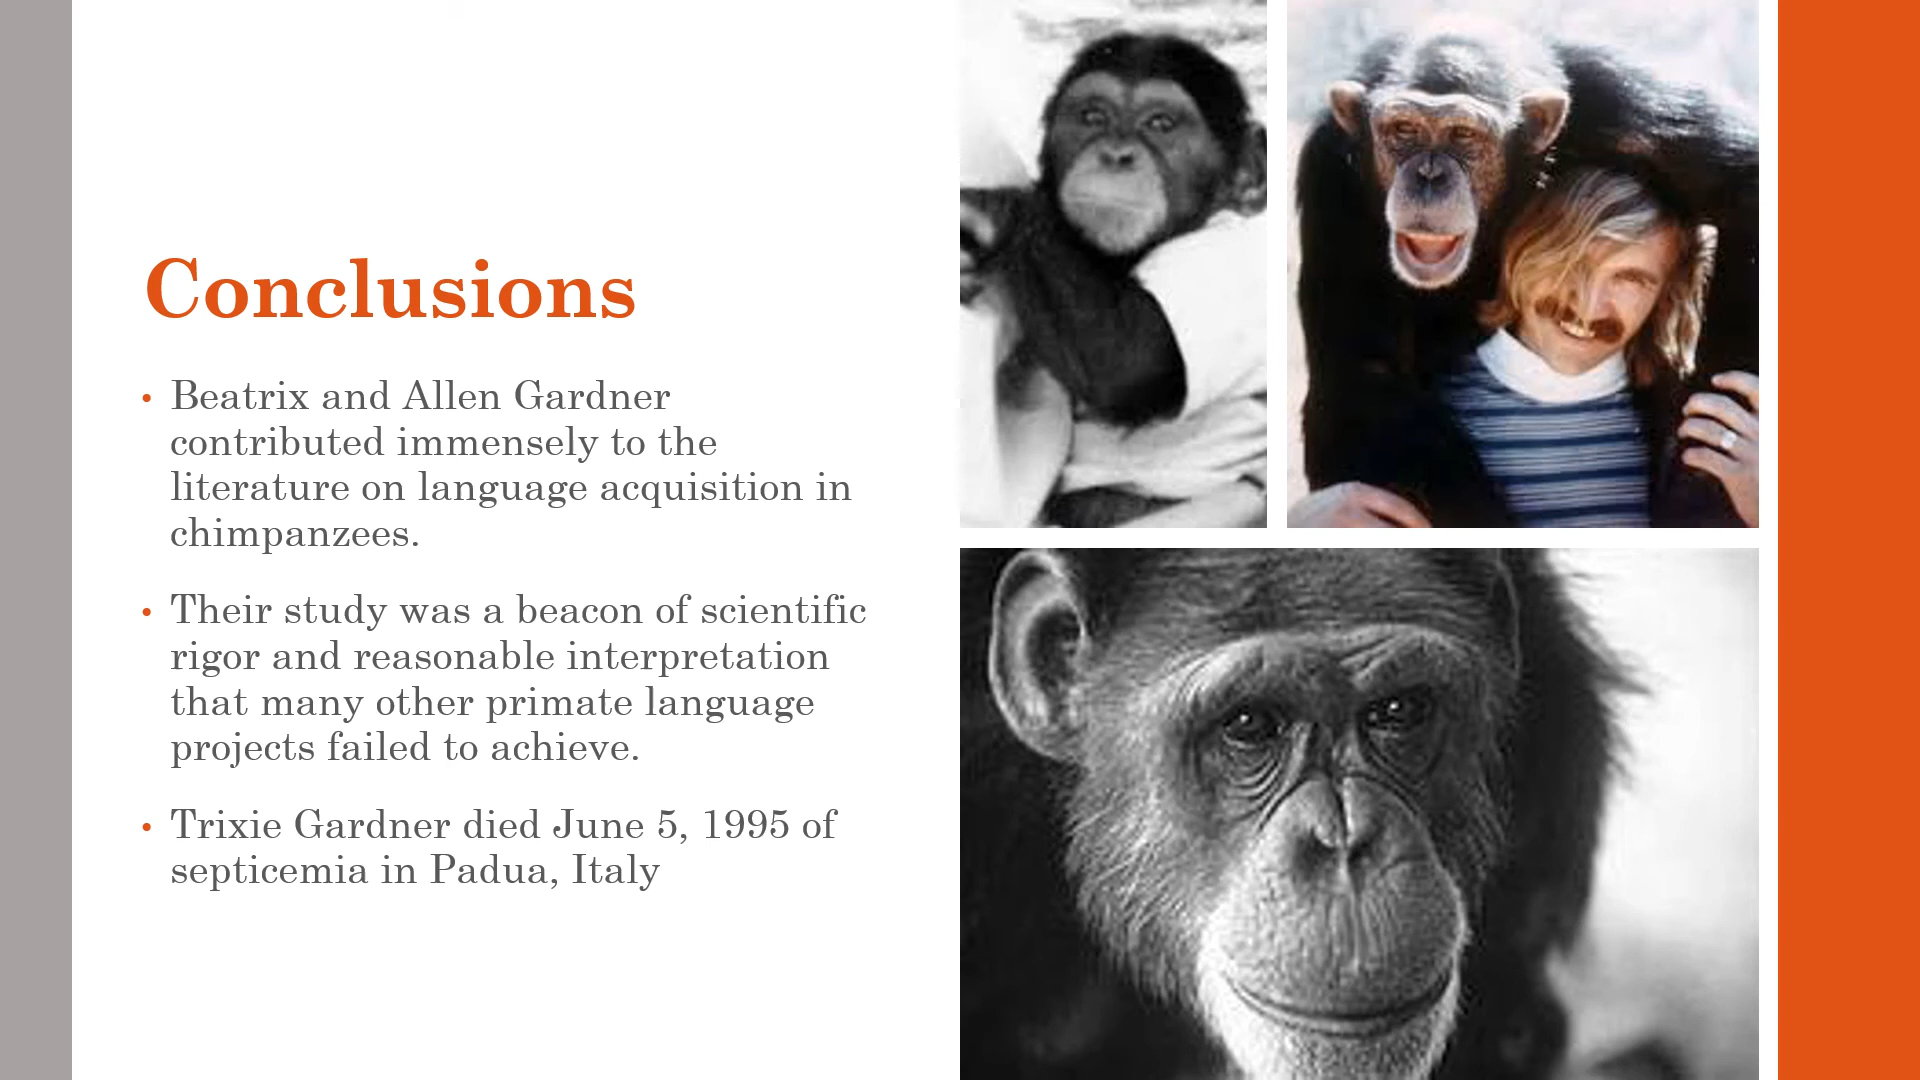 Conclusions
• Beatrix and Allen Gardner
contributed immensely to the
literature on language acquisition in
chimpanzees.
• Their study was a beacon of scientific
rigor and reasonable interpretation
that many other primate language
projects failed to achieve.
• Trixie Gardner died June 5, 1995 of
septicemia in Padua, Italy